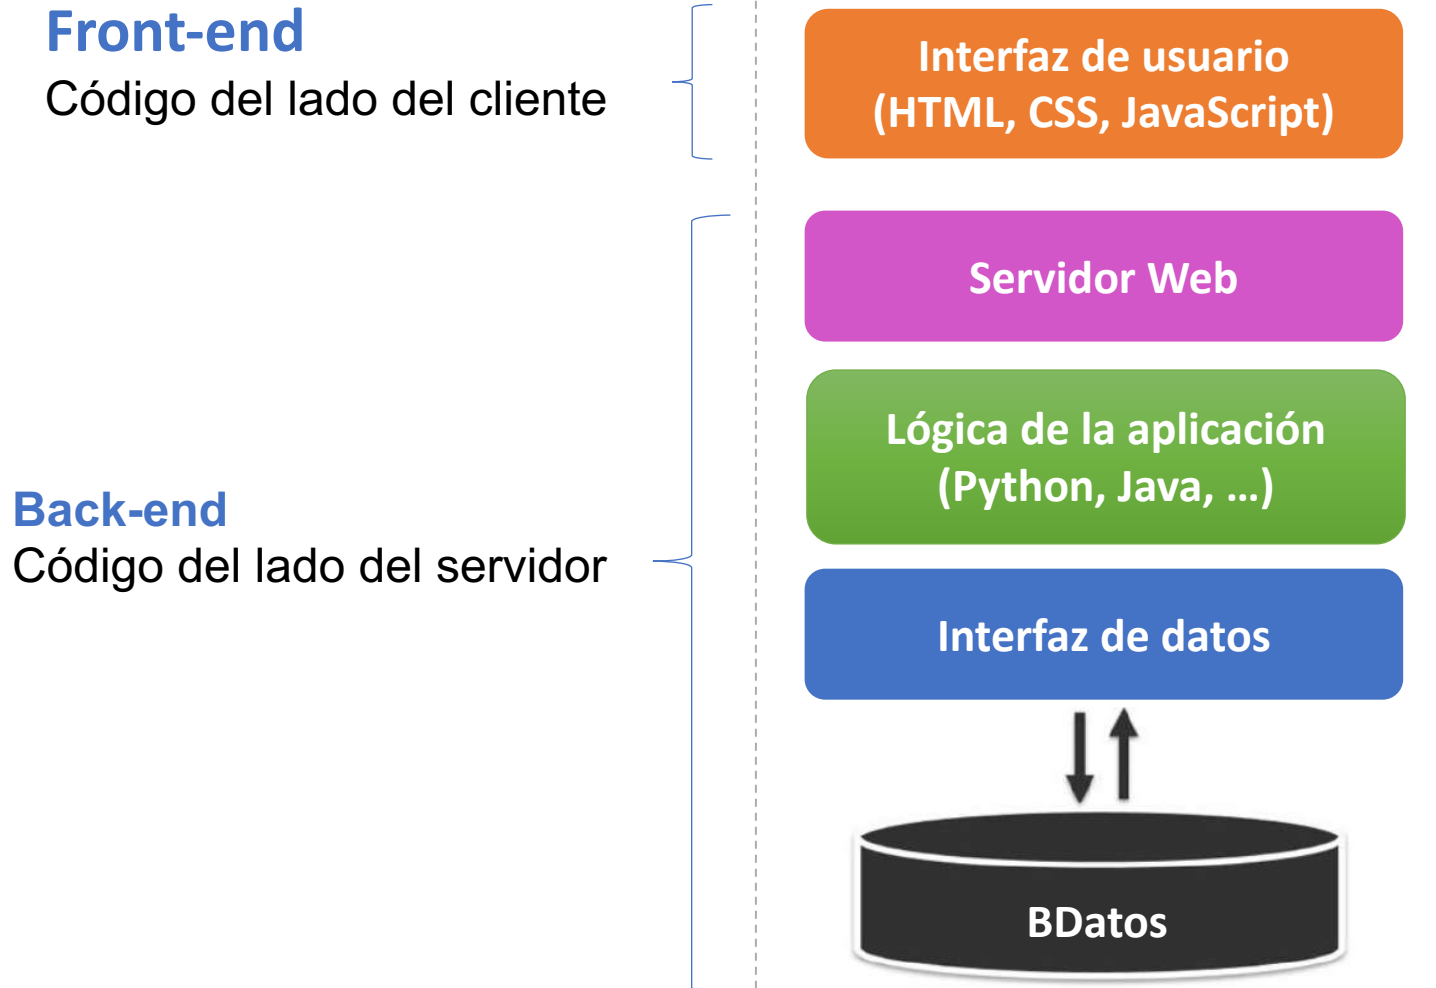 Front-end
Código del lado del cliente
Interfaz de usuario
(HTML, CSS, JavaScript)
Servidor Web
Lógica de la aplicación
(Python, Java, ...)
Back-end
Código del lado del servidor
Interfaz de datos
BDatos